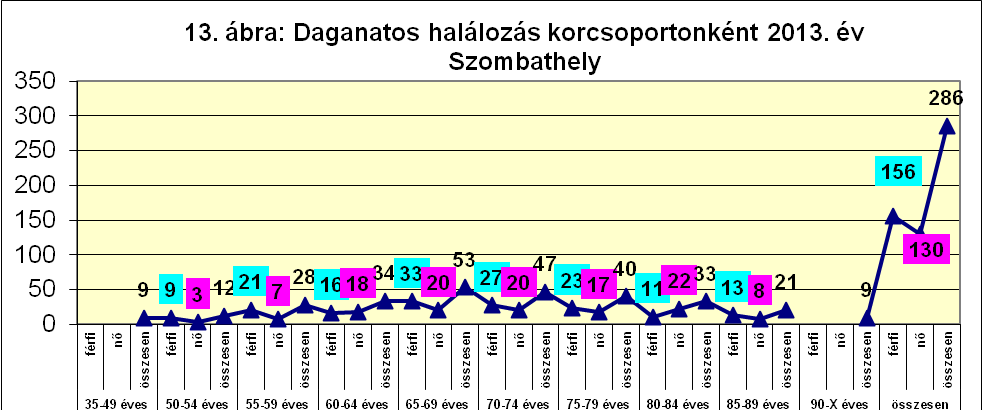 13. ábra: Daganatos halálozás korcsoportonként 2013. év
Szombathely
350
300
250
200
150
100
50
0
9 9 3 12 21 7 28 16 18 34 33 20 53 27 20 47 23 17 40 11 22 33 13 8 21 9 156 130 286
férfi nő összesen férfi nő összesen férfi nő összesen férfi nő összesen férfi nő összesen férfi nő összesen férfi nő összesen férfi nő összesen férfi nő összesen férfi nő összesen férfi nő összesen
35-49 éves 50-54 éves 55-59 éves 60-64 éves 65-69 éves 70-74 éves 75-79 éves 80-84 éves 85-89 éves 90-X éves összesen